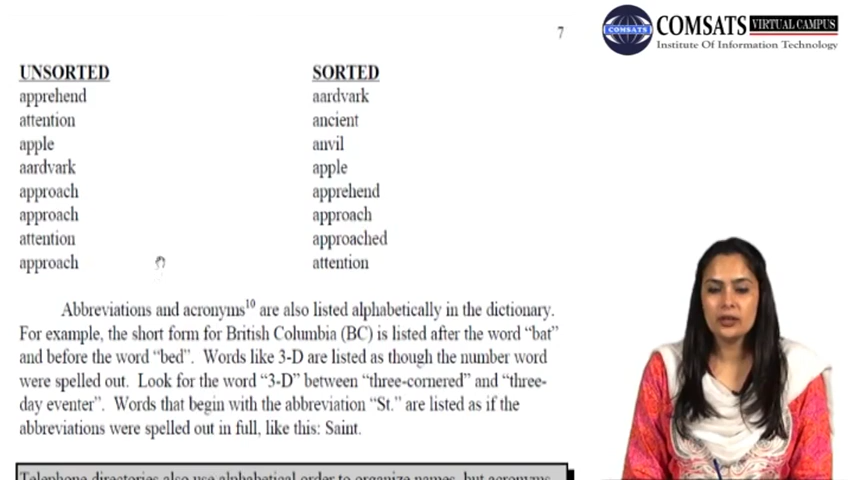 7
COMSATS VIRTUAL CAMPUS
Institute Of Information Technology
COMSATS
UNSORTED SORTED
apprehend aardvark
attention ancient
apple anvil
aardvark apple
approach apprehend
approach approach
attention approached
approach attention
Abbreviations and acronyms10 are also listed alphabetically in the dictionary.
For example, the short form for British Columbia (BC) is listed after the word “bat”
and before the word “bed”. Words like 3-D are listed as though the number word
were spelled out. Look for the word “3-D” between “three-cornered” and “three-
day eventer”. Words that begin with the abbreviation “St.” are listed as if the
abbreviations were spelled out in full, like this: Saint.
Telephone directories also use alphabetical order to organize names, but acronyms